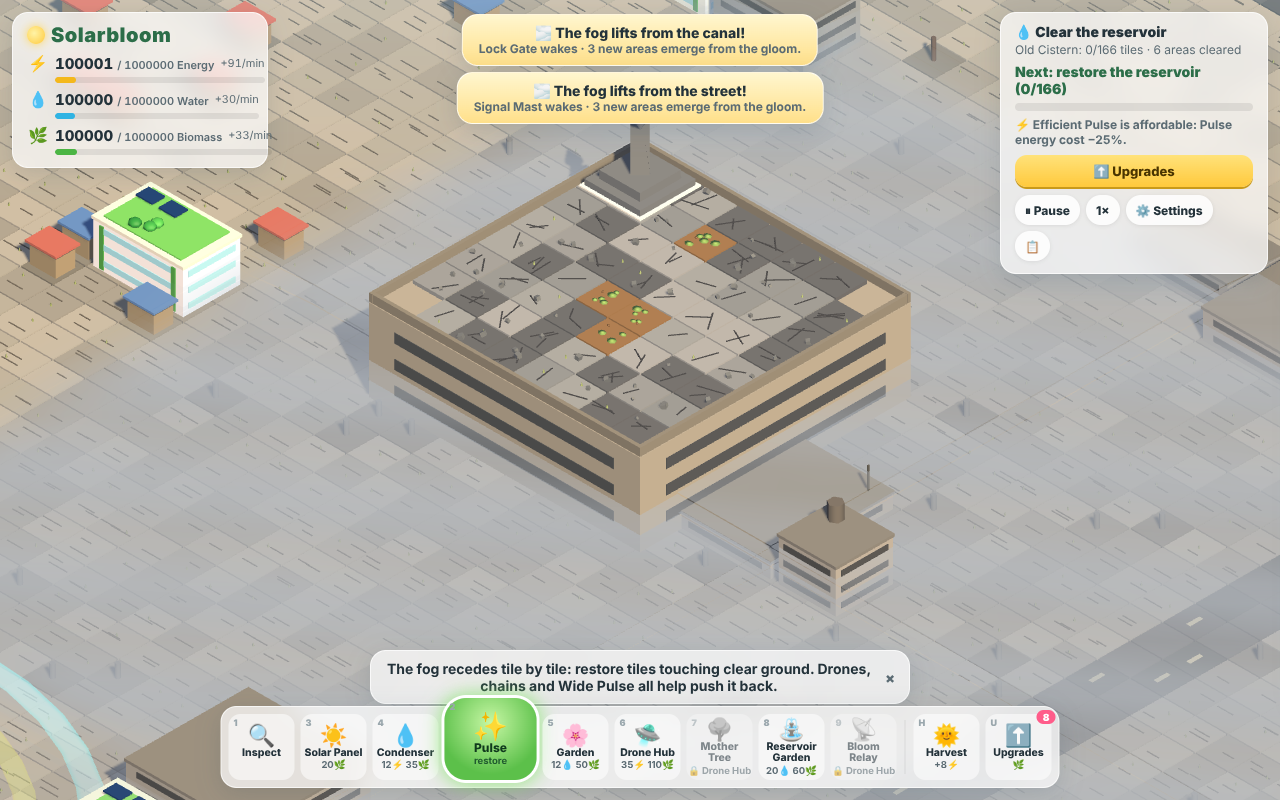 Solarbloom
⚡ 100001 / 1000000 Energy +91/min
💧 100000 / 1000000 Water +30/min
🌿 100000 / 1000000 Biomass +33/min
🌫️ The fog lifts from the canal!
Lock Gate wakes · 3 new areas emerge from the gloom.
🌫️ The fog lifts from the street!
Signal Mast wakes · 3 new areas emerge from the gloom.
💧 Clear the reservoir
Old Cistern: 0/166 tiles · 6 areas cleared
Next: restore the reservoir
(0/166)
⚡ Efficient Pulse is affordable: Pulse
energy cost −25%.
⬆️ Upgrades
⏸ Pause 1× ⚙️ Settings
📋
The fog recedes tile by tile: restore tiles touching clear ground. Drones,
chains and Wide Pulse all help push it back. ✖
1 Inspect
3 Solar Panel
20🌿
4 Condenser
12⚡ 35🌿
Pulse
restore
5 Garden
12💧 50🌿
6 Drone Hub
35⚡ 110🌿
7 Mother
Tree
🔒 Drone Hub
8 Reservoir
Garden
20💧 60🌿
9 Bloom
Relay
🔒 Drone Hub
H Harvest
+8⚡
U Upgrades 8
🌿